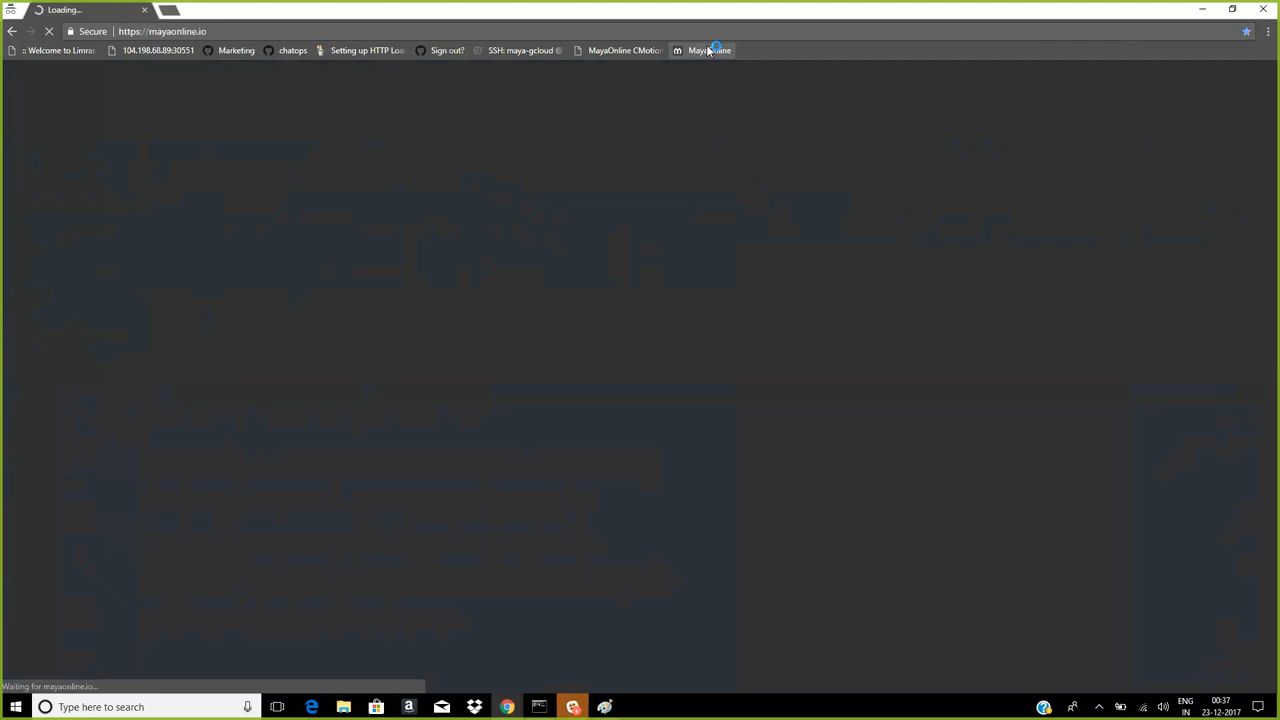 Loading...
Secure https://mayaonline.io
:: Welcome to Limras
104.198.68.89:30551
Marketing
chatops
Setting up HTTP Loa
Sign out?
SSH: maya-gcloud
MayaOnline CMotion
MayaOnline
Waiting for mayaonline.io...
Type here to search
ENG
IN
00:37
23-12-2017